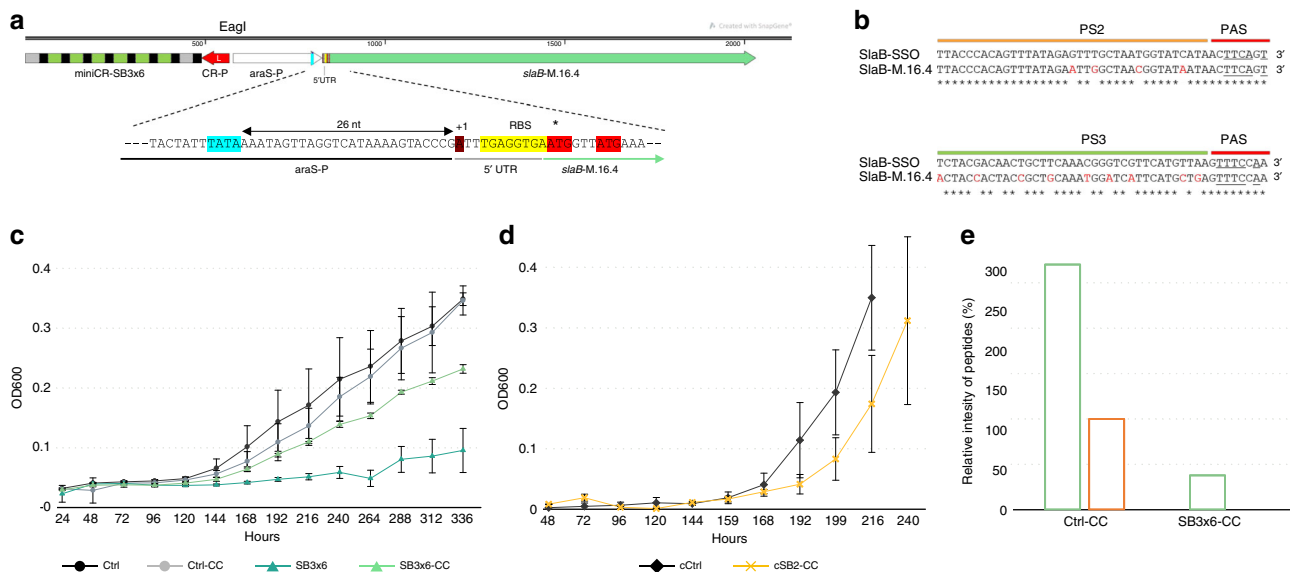 a
EagI
Created with SnapGene®
500
1000
1500
2000
L
miniCR-SB3x6
CR-P
araS-P
5'UTR
slaB-M.16.4
26 nt
+1
RBS
*
---TACTATTTATAAAATAGTTAGGTCATAAAAGTACCCGATTTTGAGGTGAATGGTTATGAAA---
araS-P
5' UTR
slaB-M.16.4
b
PS2
PAS
SlaB-SSO
TTACCCACAGTTTATAGAGTTTGCTAATGGTATCATAACTTCAGT 3'
SlaB-M.16.4
TTACCCACAGTTTATAGAATTGGCTAACGGTATAATAACTTCAGT 3'
PS3
PAS
SlaB-SSO
TCTACGACAACTGCTTCAAACGGGTCGTTCATGTTAAGTTTCCAA 3'
SlaB-M.16.4
ACTACCACTACCGCTGCAAATGGATCATTCATGCTGAGTTTCCAA 3'
c
OD600
0.4
0.3
0.2
0.1
-0
24 48 72 96 120 144 168 192 216 240 264 288 312 336
Hours
Ctrl
Ctrl-CC
SB3x6
SB3x6-CC
d
OD600
0.4
0.3
0.2
0.1
0
48 72 96 120 144 159 168 192 199 216 240
Hours
cCtrl
cSB2-CC
e
Relative intesity of peptides (%)
300
250
200
150
100
50
0
Ctrl-CC
SB3x6-CC